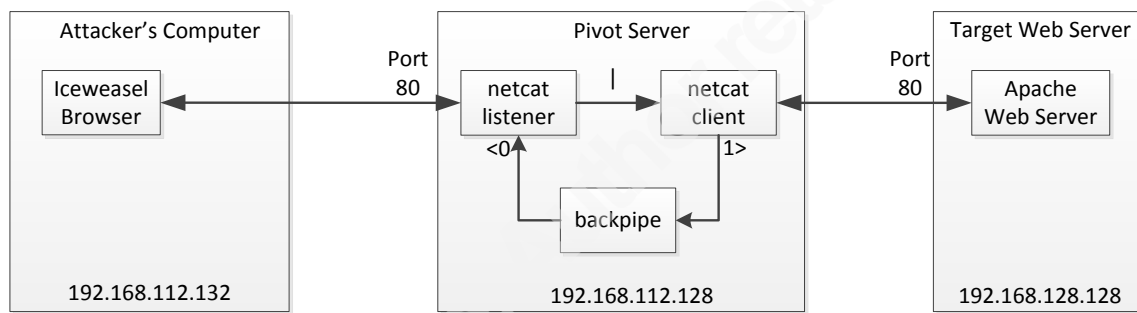 Attacker's Computer
Iceweasel
Browser
192.168.112.132
Port
80
Pivot Server
netcat
listener
|
netcat
client
<0
1>
backpipe
192.168.112.128
Port
80
Target Web Server
Apache
Web Server
192.168.128.128